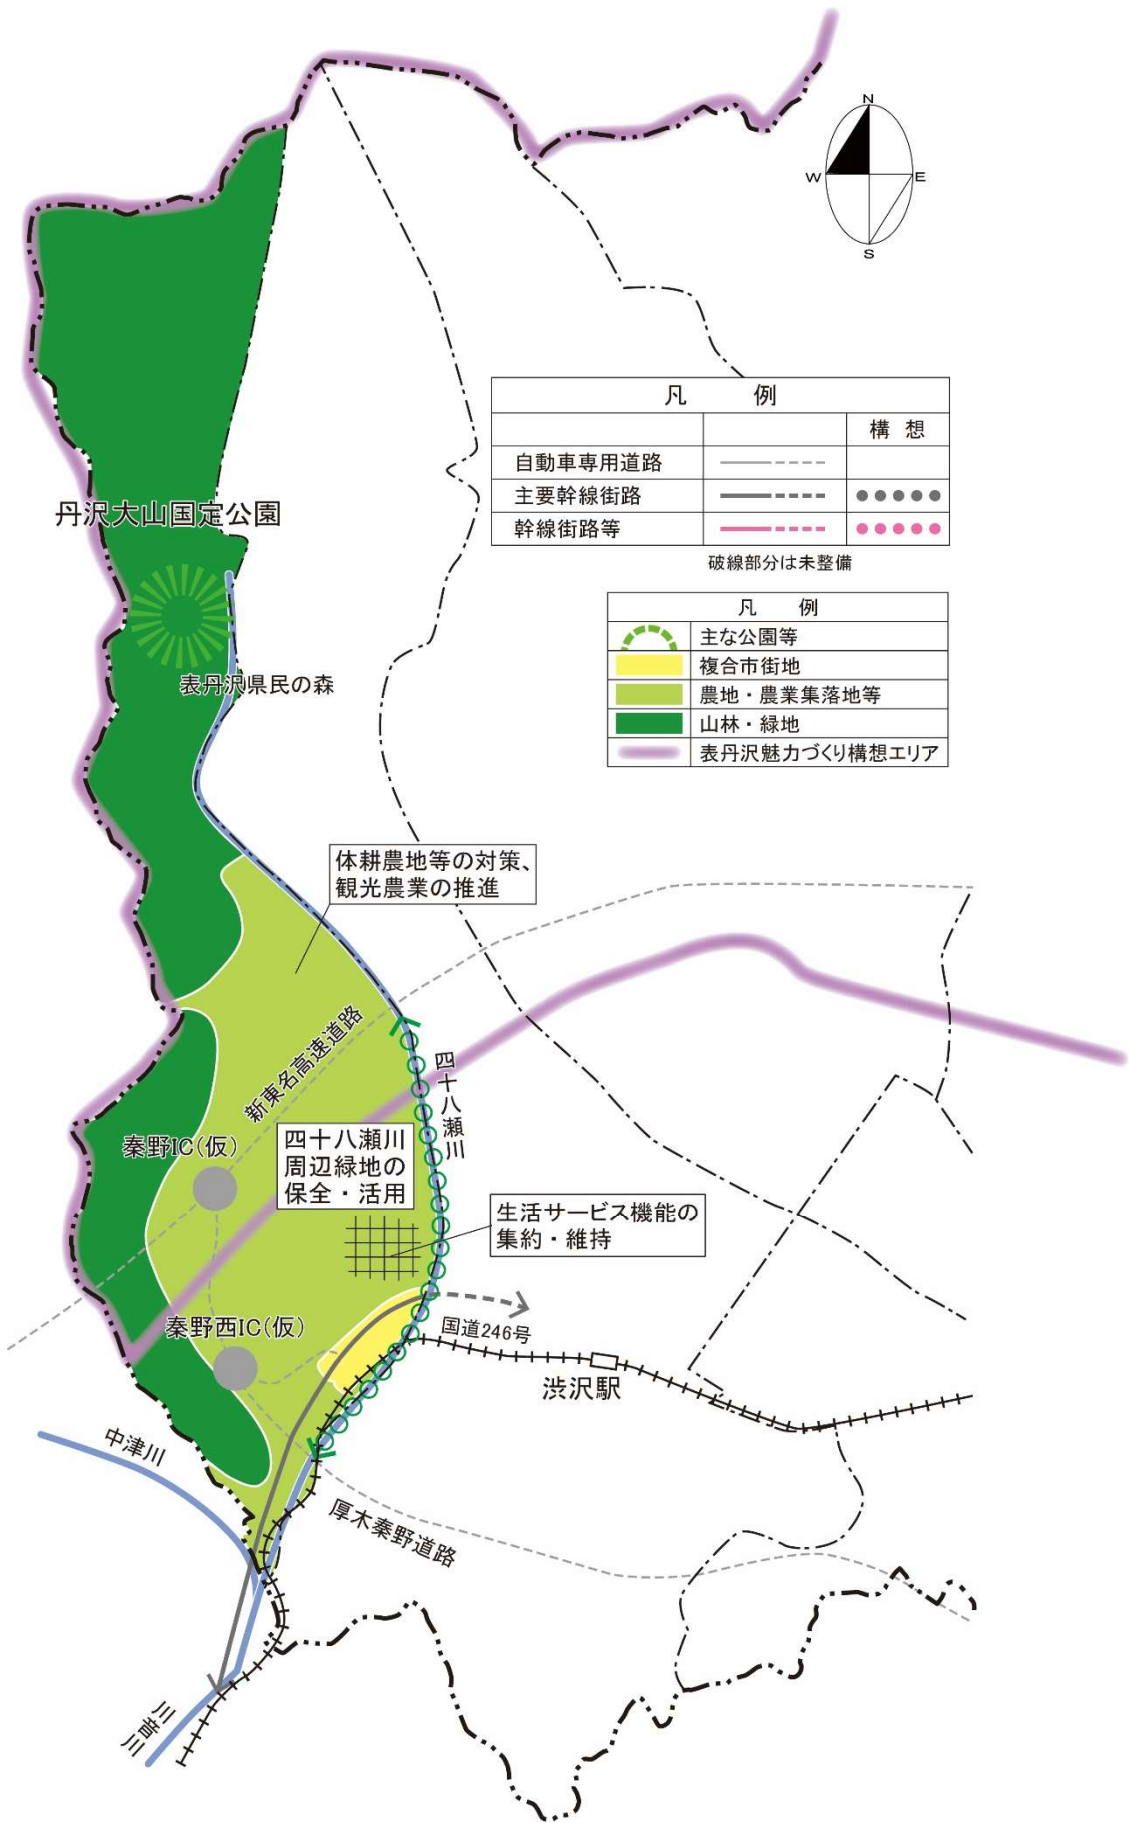 N
W E
S
凡 例
構 想
自動車専用道路
主要幹線街路
幹線街路等
破線部分は未整備
凡 例
主な公園等
複合市街地
農地・農業集落地等
山林・緑地
表丹沢魅力づくり構想エリア
丹沢大山国定公園
表丹沢県民の森
体耕農地等の対策、
観光農業の推進
新東名高速道路
四十八瀬川
秦野IC(仮)
四十八瀬川
周辺緑地の
保全・活用
生活サービス機能の
集約・維持
秦野西IC(仮)
国道246号
渋沢駅
中津川
厚木秦野道路
川音川